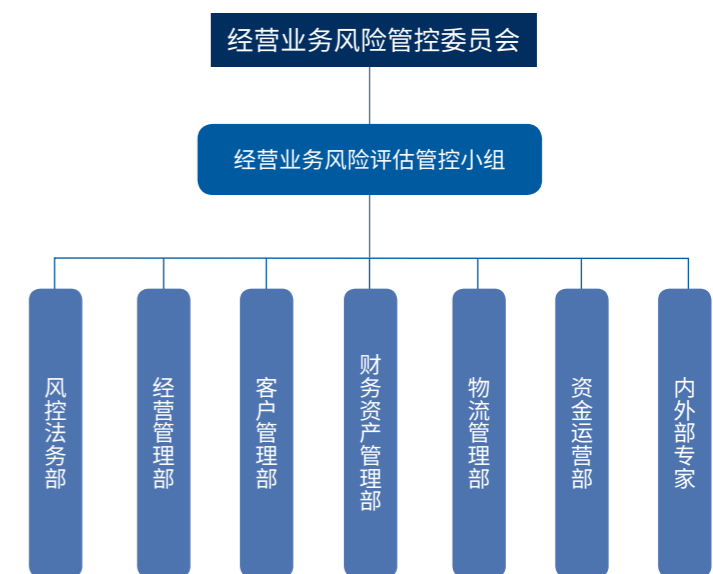 经营业务风险管控委员会
经营业务风险评估管控小组
风控法务部
经营管理部
客户管理部
财务资产管理部
物流管理部
资金运营部
内外部专家